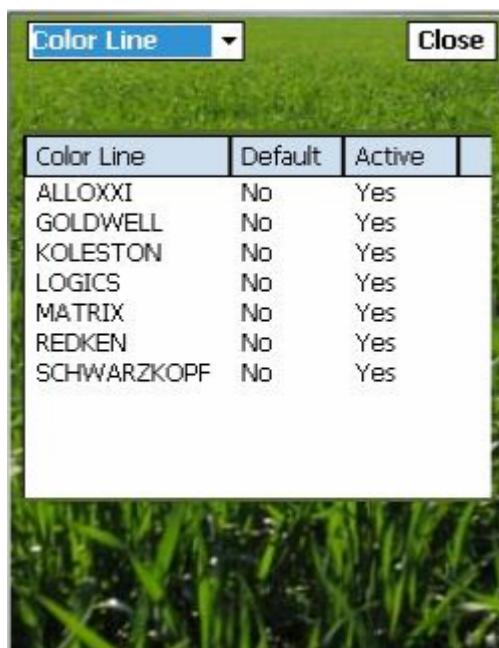 Color Line Close
Color Line Default Active
ALLOXXI No Yes
GOLDWELL No Yes
KOLESTON No Yes
LOGICS No Yes
MATRIX No Yes
REDKEN No Yes
SCHWARZKOPF No Yes